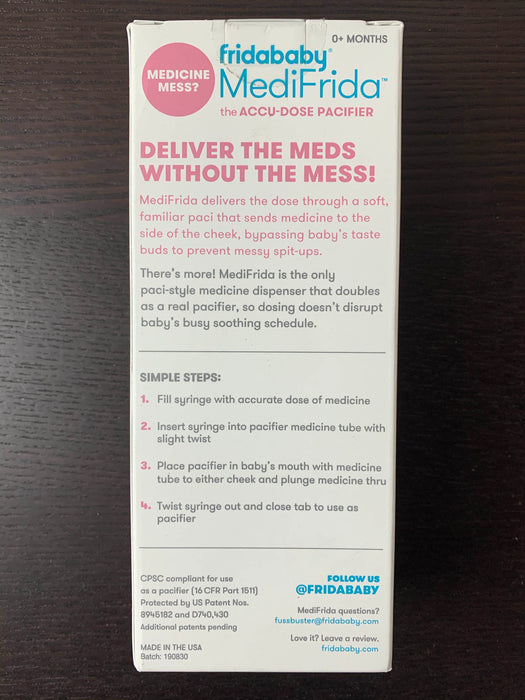 0+ MONTHS
MEDICINE
MESS?
fridababy®
MediFrida™
the ACCU-DOSE PACIFIER
DELIVER THE MEDS
WITHOUT THE MESS!
MediFrida delivers the dose through a soft,
familiar paci that sends medicine to the
side of the cheek, bypassing baby's taste
buds to prevent messy spit-ups.
There's more! MediFrida is the only
paci-style medicine dispenser that doubles
as a real pacifier, so dosing doesn't disrupt
baby's busy soothing schedule.
SIMPLE STEPS:
1. Fill syringe with accurate dose of medicine
2. Insert syringe into pacifier medicine tube with
slight twist
3. Place pacifier in baby's mouth with medicine
tube to either cheek and plunge medicine thru
4. Twist syringe out and close tab to use as
pacifier
CPSC compliant for use
as a pacifier (16 CFR Part 1511)
Protected by US Patent Nos.
8945182 and D740,430
Additional patents pending
MADE IN THE USA
Batch: 190830
FOLLOW US
@FRIDABABY
MediFrida questions?
fussbuster@fridababy.com
Love it? Leave a review.
fridababy.com